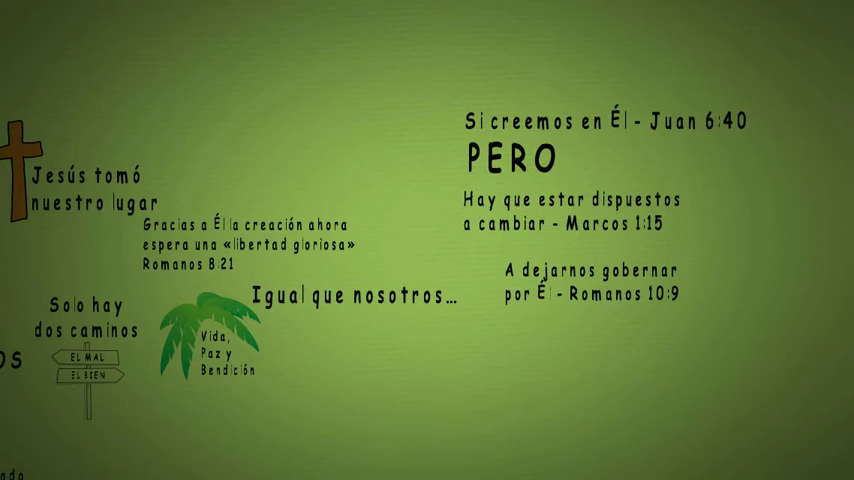 Jesús tomó
nuestro lugar
Gracias a Él la creación ahora
espera una «libertad gloriosa»
Romanos 8:21
Solo hay
dos caminos
EL MAL
EL BIEN
Vida,
Paz y
Bendición
Igual que nosotros...
Si creemos en Él - Juan 6:40
PERO
Hay que estar dispuestos
a cambiar - Marcos 1:15
A dejarnos gobernar
por Él - Romanos 10:9